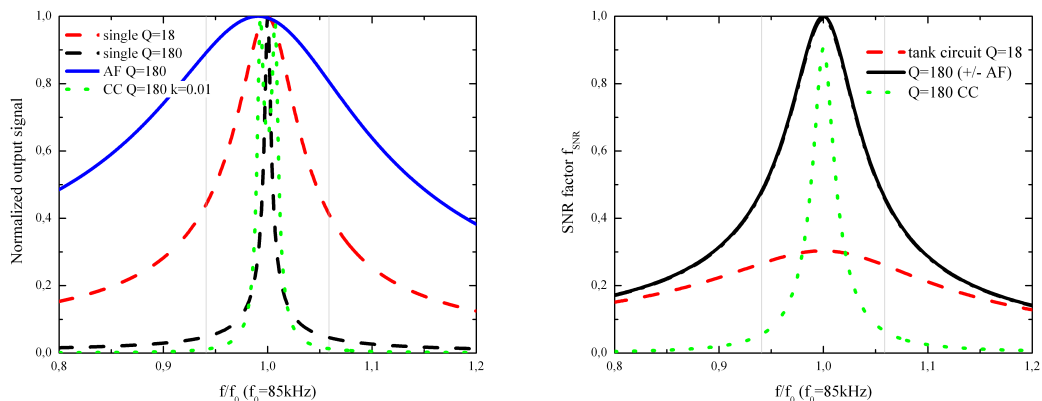 Normalized output signal
1,0
0,8
0,6
0,4
0,2
0,0
single Q=18
single Q=180
AF Q=180
CC Q=180 k=0.01
0,8 0,9 1,0 1,1 1,2
f/f₀ (f₀=85kHz)
SNR factor f_SNR
1,0
0,8
0,6
0,4
0,2
0,0
tank circuit Q=18
Q=180 (+/- AF)
Q=180 CC
0,8 0,9 1,0 1,1 1,2
f/f₀ (f₀=85kHz)